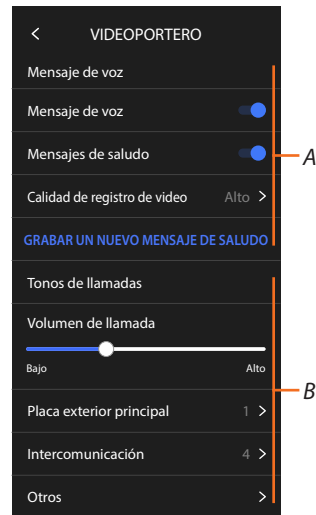 VIDEOPORTERO
Mensaje de voz
Mensaje de voz
Mensajes de saludo
A
Calidad de registro de video Alto
GRABAR UN NUEVO MENSAJE DE SALUDO
Tonos de llamadas
Volumen de llamada
Bajo Alto
B
Placa exterior principal 1
Intercomunicación 4
Otros